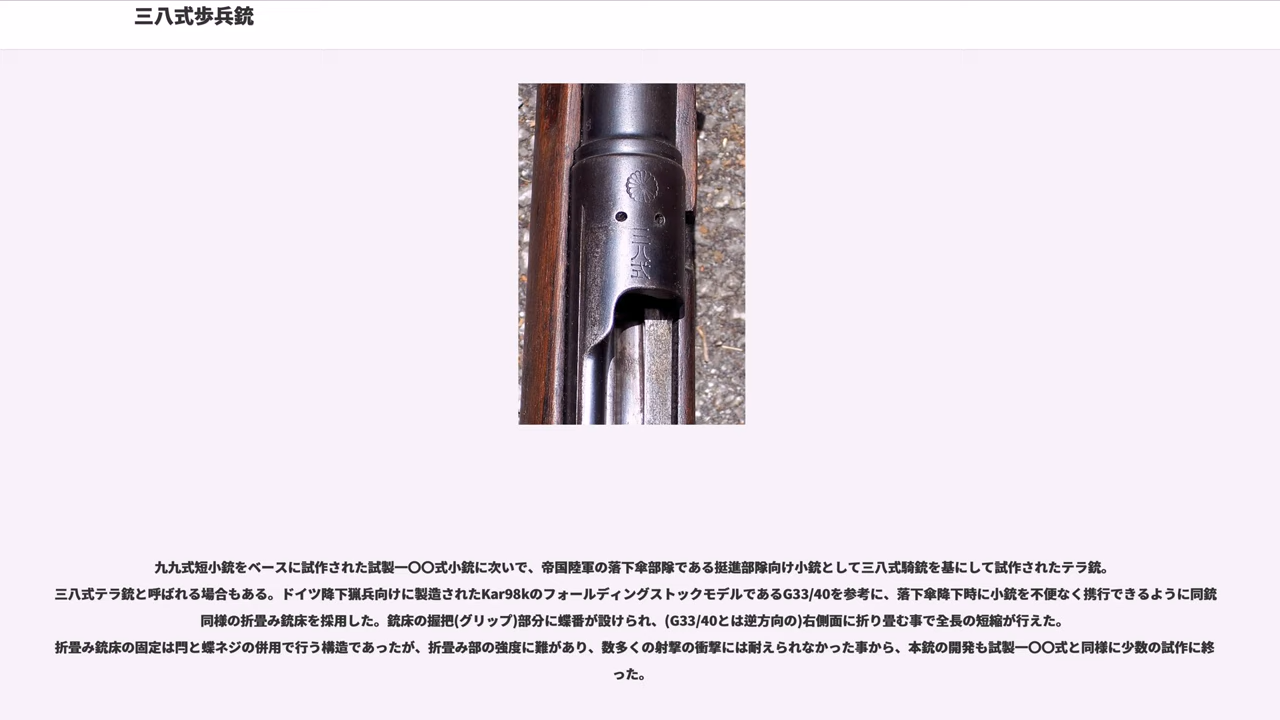 三八式歩兵銃
三八式
九九式短小銃をベースに試作された試製一〇〇式小銃に次いで、帝国陸軍の落下傘部隊である挺進部隊向け小銃として三八式騎銃を基にして試作されたテラ銃。
三八式テラ銃と呼ばれる場合もある。ドイツ降下猟兵向けに製造されたKar98kのフォールディングストックモデルであるG33/40を参考に、落下傘降下時に小銃を不便なく携行できるように同銃
同様の折畳み銃床を採用した。銃床の握把(グリップ)部分に蝶番が設けられ、(G33/40とは逆方向の)右側面に折り畳む事で全長の短縮が行えた。
折畳み銃床の固定は閂と蝶ネジの併用で行う構造であったが、折畳み部の強度に難があり、数多くの射撃の衝撃には耐えられなかった事から、本銃の開発も試製一〇〇式と同様に少数の試作に終
った。